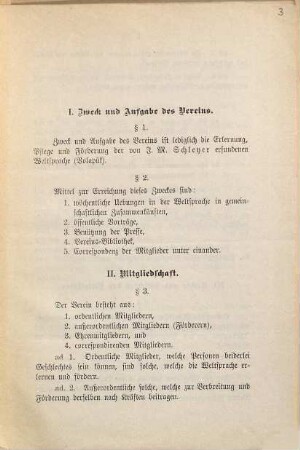 3
I. Zweck und Aufgabe des Vereins.
§ 1.
Zweck und Aufgabe des Vereins ist lediglich die Erlernung,
Pflege und Förderung der von J. M. Schleyer erfundenen
Weltsprache (Volapük).
§ 2.
Mittel zur Erreichung dieses Zweckes sind:
1. wöchentliche Uebungen in der Weltsprache in gemein-
schaftlichen Zusammenkünften,
2. öffentliche Vorträge,
3. Benützung der Presse,
4. Vereins-Bibliothek,
5. Correspondenz der Mitglieder unter einander.
II. Mitgliedschaft.
§ 3.
Der Verein besteht aus:
1. ordentlichen Mitgliedern,
2. außerordentlichen Mitgliedern (Förderern),
3. Ehrenmitgliedern, und
4. correspondirenden Mitgliedern.
ad 1. Ordentliche Mitglieder, welche Personen beiderlei
Geschlechtes sein können, sind solche, welche die Weltsprache er-
lernen und fördern.
ad 2. Außerordentliche solche, welche zur Verbreitung und
Förderung derselben nach Kräften beitragen.